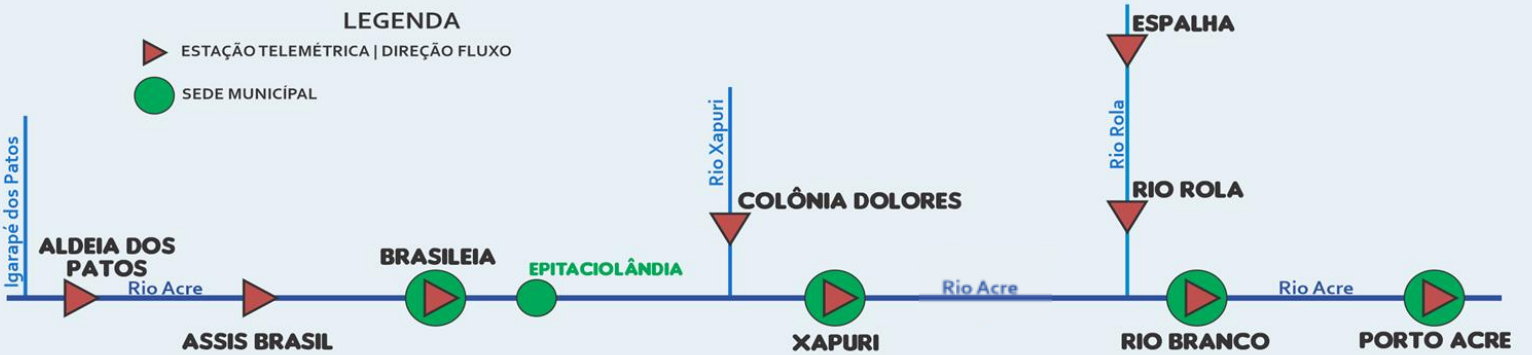 LEGENDA
ESTAÇÃO TELEMÉTRICA | DIREÇÃO FLUXO
SEDE MUNICÍPAL
Igarapé dos Patos
ALDEIA DOS
PATOS
Rio Acre
ASSIS BRASIL
BRASILEIA
EPITACIOLÂNDIA
Rio Xapuri
COLÔNIA DOLORES
XAPURI
Rio Acre
ESPALHA
Rio Rola
RIO ROLA
RIO BRANCO
Rio Acre
PORTO ACRE